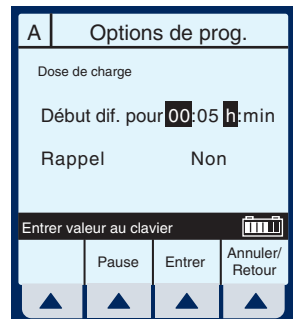 A Options de prog.
Dose de charge
Début dif. pour 00:05 h:min
Rappel Non
Entrer valeur au clavier
Pause Entrer Annuler/
Retour